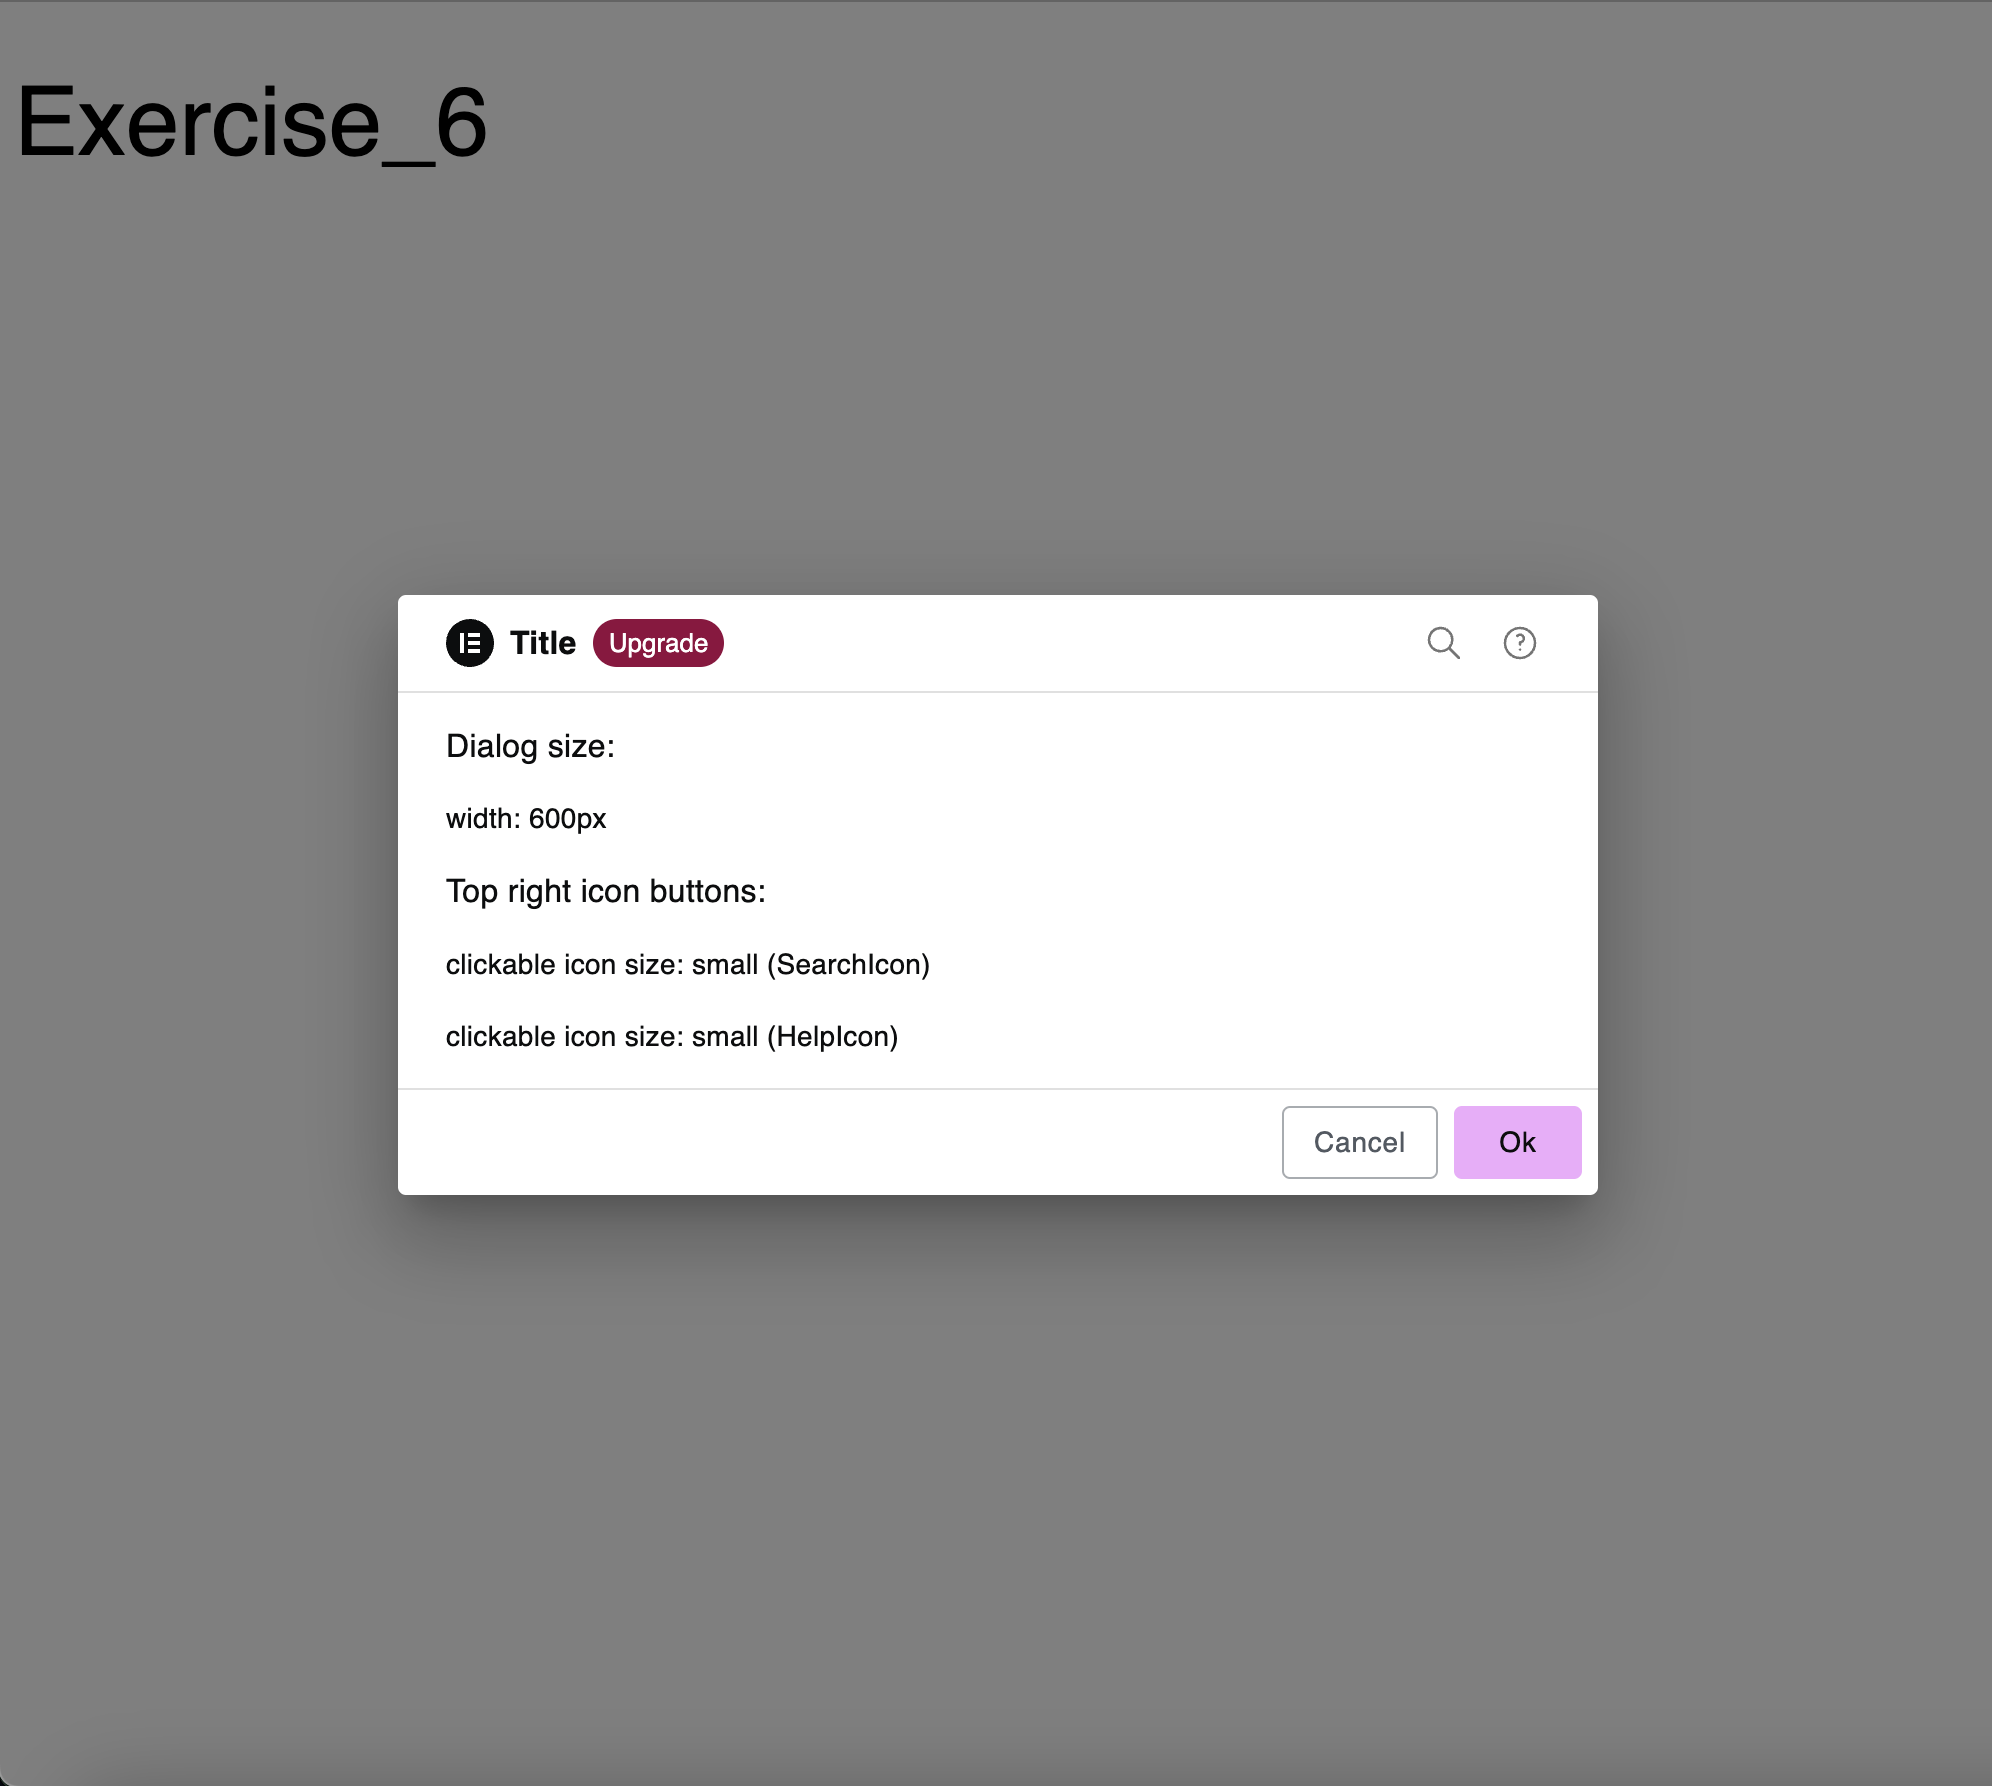 Exercise_6
Title Upgrade
Dialog size:
width: 600px
Top right icon buttons:
clickable icon size: small (SearchIcon)
clickable icon size: small (HelpIcon)
Cancel Ok